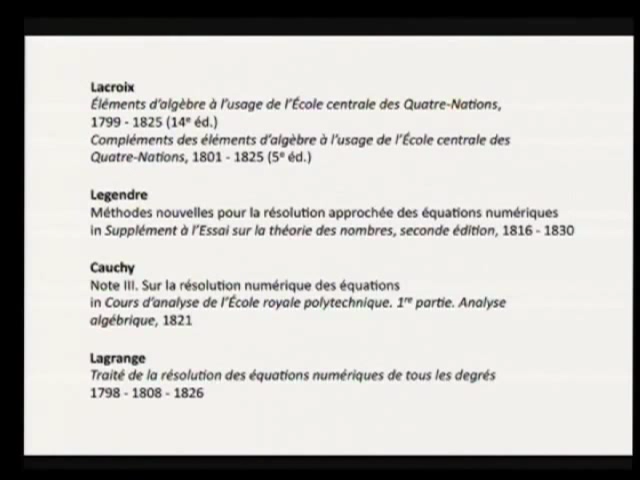 Lacroix
Éléments d'algèbre à l'usage de l'École centrale des Quatre-Nations,
1799 - 1825 (14e éd.)
Compléments des éléments d'algèbre à l'usage de l'École centrale des
Quatre-Nations, 1801 - 1825 (5e éd.)
Legendre
Méthodes nouvelles pour la résolution approchée des équations numériques
in Supplément à l'Essai sur la théorie des nombres, seconde édition, 1816 - 1830
Cauchy
Note III. Sur la résolution numérique des équations
in Cours d'analyse de l'École royale polytechnique. 1re partie. Analyse
algébrique, 1821
Lagrange
Traité de la résolution des équations numériques de tous les degrés
1798 - 1808 - 1826